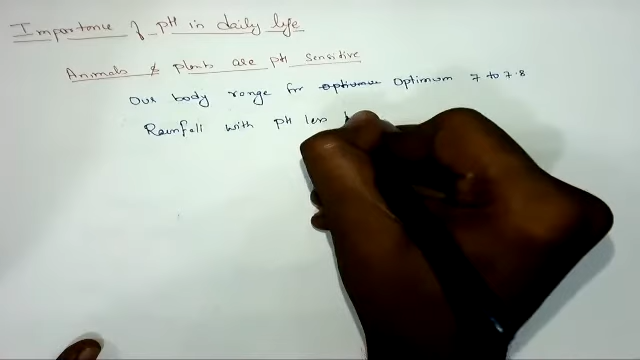 Importance of pH in daily life
Animals & plants are pH sensitive
Our body range for optimum Optimum 7 to 7.8
Rainfall with pH less